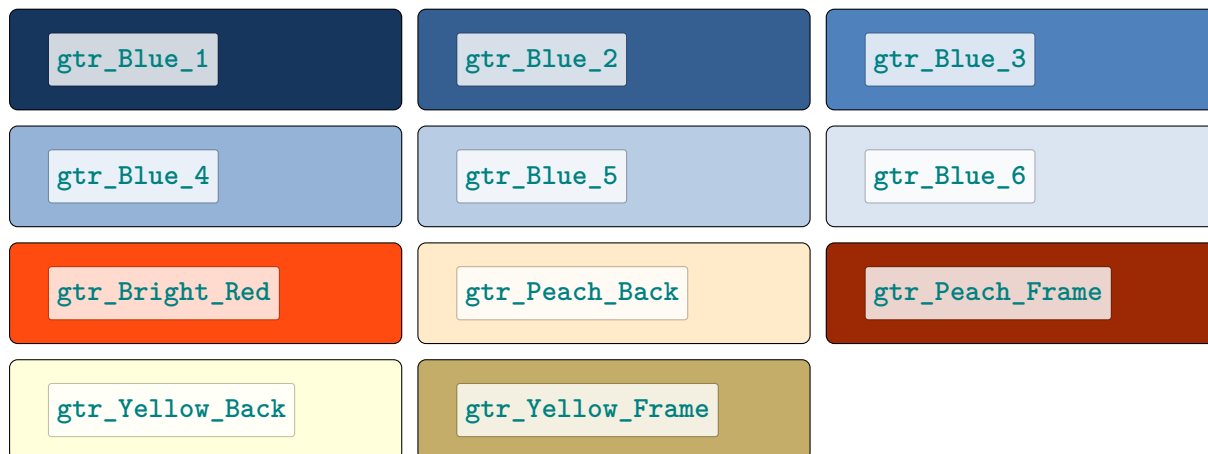 gtr_Blue_1 gtr_Blue_2 gtr_Blue_3
gtr_Blue_4 gtr_Blue_5 gtr_Blue_6
gtr_Bright_Red gtr_Peach_Back gtr_Peach_Frame
gtr_Yellow_Back gtr_Yellow_Frame